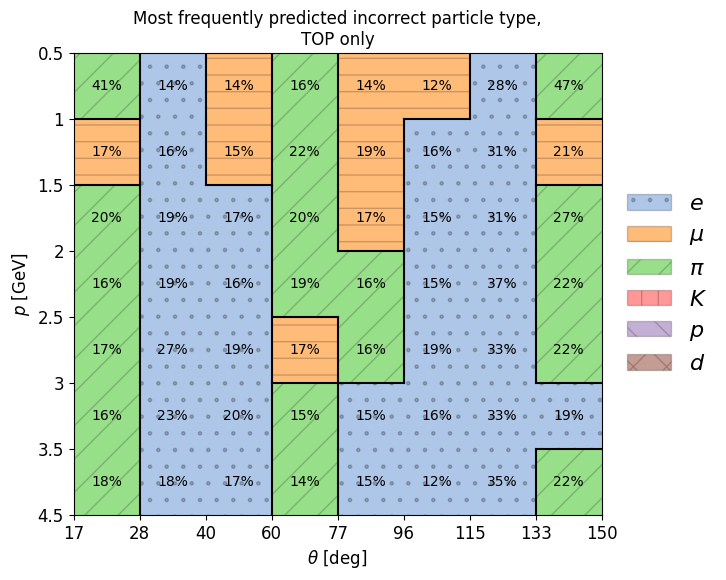 Most frequently predicted incorrect particle type,
TOP only
0.5
41% 14% 14% 16% 14% 12% 28% 47%
1
17% 16% 15% 22% 19% 16% 31% 21%
1.5
20% 19% 17% 20% 17% 15% 31% 27%
2
16% 19% 16% 19% 16% 15% 37% 22%
2.5
17% 27% 19% 17% 16% 19% 33% 22%
3
16% 23% 20% 15% 15% 16% 33% 19%
3.5
18% 18% 17% 14% 15% 12% 35% 22%
4.5
p [GeV]
17 28 40 60 77 96 115 133 150
θ [deg]
e
μ
π
K
p
d